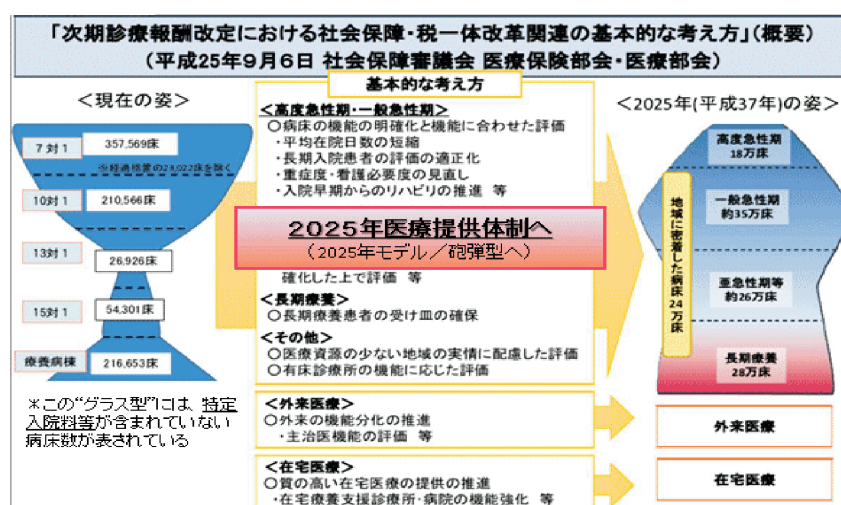 「次期診療報酬改定における社会保障・税一体改革関連の基本的な考え方」(概要)
(平成25年9月6日 社会保障審議会 医療保険部会・医療部会)
<現在の姿>
7対1
357,569床
※経過措置の23,022床を除く
10対1
210,566床
13対1
26,926床
15対1
54,301床
療養病棟
216,653床
*この“グラス型”には、特定
入院料等が含まれていない
病床数が表されている
基本的な考え方
<高度急性期・一般急性期>
○病床の機能の明確化と機能に合わせた評価
・平均在院日数の短縮
・長期入院患者の評価の適正化
・重症度・看護必要度の見直し
・入院早期からのリハビリの推進 等
2025年医療提供体制へ
(2025年モデル/砲弾型へ)
確化した上で評価 等
<長期療養>
○長期療養患者の受け皿の確保
<その他>
○医療資源の少ない地域の実情に配慮した評価
○有床診療所の機能に応じた評価
<外来医療>
○外来の機能分化の推進
・主治医機能の評価 等
<在宅医療>
○質の高い在宅医療の提供の推進
・在宅療養支援診療所・病院の機能強化 等
<2025年(平成37年)の姿>
高度急性期
18万床
一般急性期
約35万床
亜急性期等
約26万床
長期療養
28万床
地域に密着した病床24万床
外来医療
在宅医療